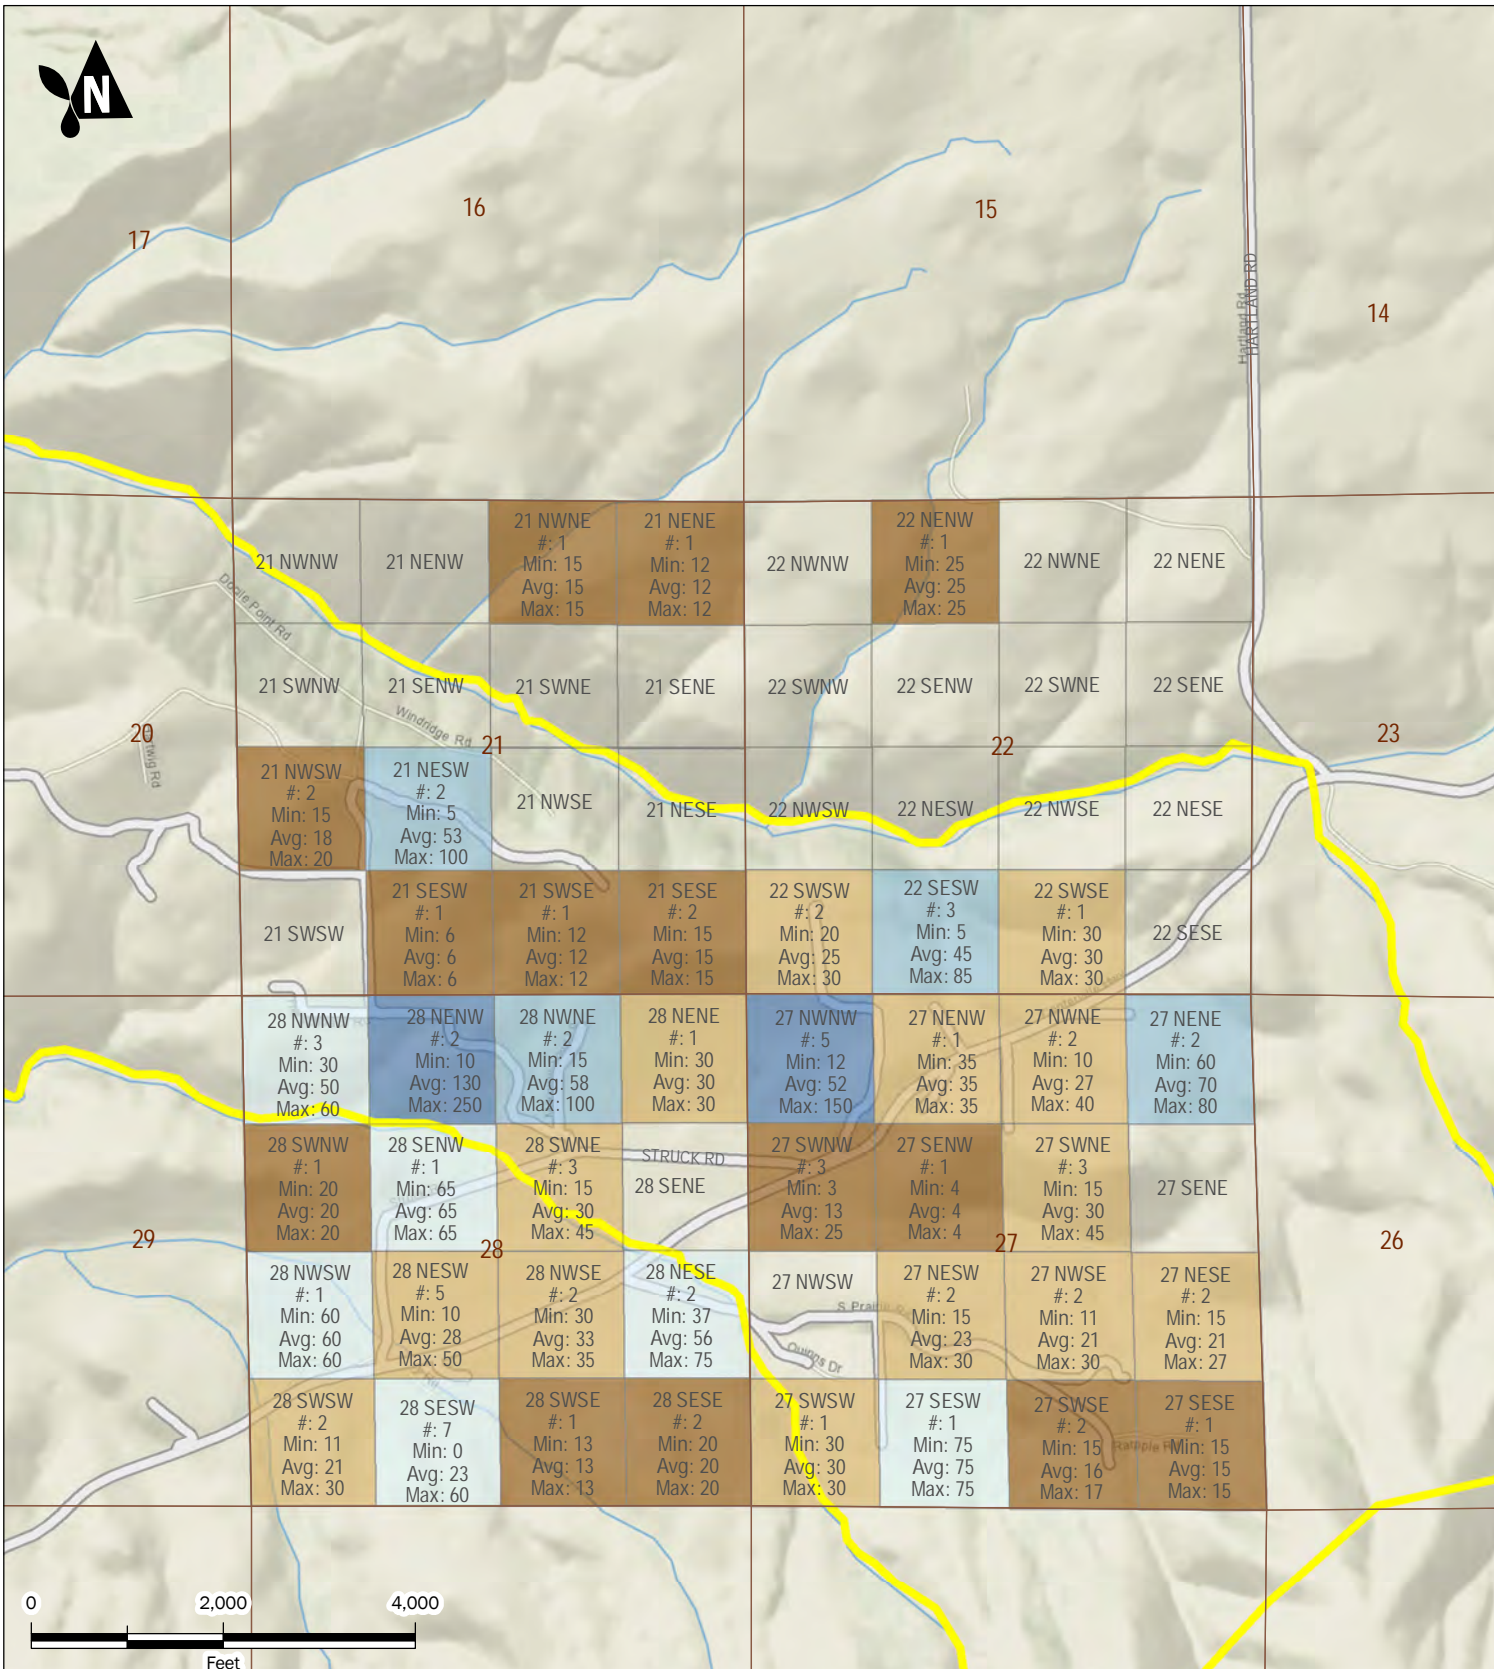 N
16
15
17
14
Hartland Rd
HARTLAND RD
21 NWNW
21 NENW
21 NWNE
#: 1
Min: 15
Avg: 15
Max: 15
21 NENE
#: 1
Min: 12
Avg: 12
Max: 12
22 NWNW
22 NENW
#: 1
Min: 25
Avg: 25
Max: 25
22 NWNE
22 NENE
Dogie Point Rd
21 SWNW
21 SENW
21 SWNE
21 SENE
22 SWNW
22 SENW
22 SWNE
22 SENE
Windridge Rd
20
21
22
23
21 NWSW
#: 2
Min: 15
Avg: 18
Max: 20
21 NESW
#: 2
Min: 5
Avg: 53
Max: 100
21 NWSE
21 NESE
22 NWSW
22 NESW
22 NWSE
22 NESE
21 SWSW
21 SESW
#: 1
Min: 6
Avg: 6
Max: 6
21 SWSE
#: 1
Min: 12
Avg: 12
Max: 12
21 SESE
#: 2
Min: 15
Avg: 15
Max: 15
22 SWSW
#: 2
Min: 20
Avg: 25
Max: 30
22 SESW
#: 3
Min: 5
Avg: 45
Max: 85
22 SWSE
#: 1
Min: 30
Avg: 30
Max: 30
22 SESE
28 NWNW
#: 3
Min: 30
Avg: 50
Max: 60
28 NENW
#: 2
Min: 10
Avg: 130
Max: 250
28 NWNE
#: 2
Min: 15
Avg: 58
Max: 100
28 NENE
#: 1
Min: 30
Avg: 30
Max: 30
27 NWNW
#: 5
Min: 12
Avg: 52
Max: 150
27 NENW
#: 1
Min: 35
Avg: 35
Max: 35
27 NWNE
#: 2
Min: 10
Avg: 27
Max: 40
27 NENE
#: 2
Min: 60
Avg: 70
Max: 80
28 SWNW
#: 1
Min: 20
Avg: 20
Max: 20
28 SENW
#: 1
Min: 65
Avg: 65
Max: 65
28 SWNE
#: 3
Min: 15
Avg: 30
Max: 45
STRUCK RD
28 SENE
27 SWNW
#: 3
Min: 3
Avg: 13
Max: 25
27 SENW
#: 1
Min: 4
Avg: 4
Max: 4
27 SWNE
#: 3
Min: 15
Avg: 30
Max: 45
27 SENE
29
28
27
26
28 NWSW
#: 1
Min: 60
Avg: 60
Max: 60
28 NESW
#: 5
Min: 10
Avg: 28
Max: 50
28 NWSE
#: 2
Min: 30
Avg: 33
Max: 35
28 NESE
#: 2
Min: 37
Avg: 56
Max: 75
27 NWSW
S Prairie
Quinns Dr
27 NESW
#: 2
Min: 15
Avg: 23
Max: 30
27 NWSE
#: 2
Min: 11
Avg: 21
Max: 30
27 NESE
#: 2
Min: 15
Avg: 21
Max: 27
28 SWSW
#: 2
Min: 11
Avg: 21
Max: 30
28 SESW
#: 7
Min: 0
Avg: 23
Max: 60
28 SWSE
#: 1
Min: 13
Avg: 13
Max: 13
28 SESE
#: 2
Min: 20
Avg: 20
Max: 20
27 SWSW
#: 1
Min: 30
Avg: 30
Max: 30
27 SESW
#: 1
Min: 75
Avg: 75
Max: 75
27 SWSE
#: 2
Min: 15
Avg: 16
Max: 17
27 SESE
#: 1
Min: 15
Avg: 15
Max: 15
0 2,000 4,000
Feet